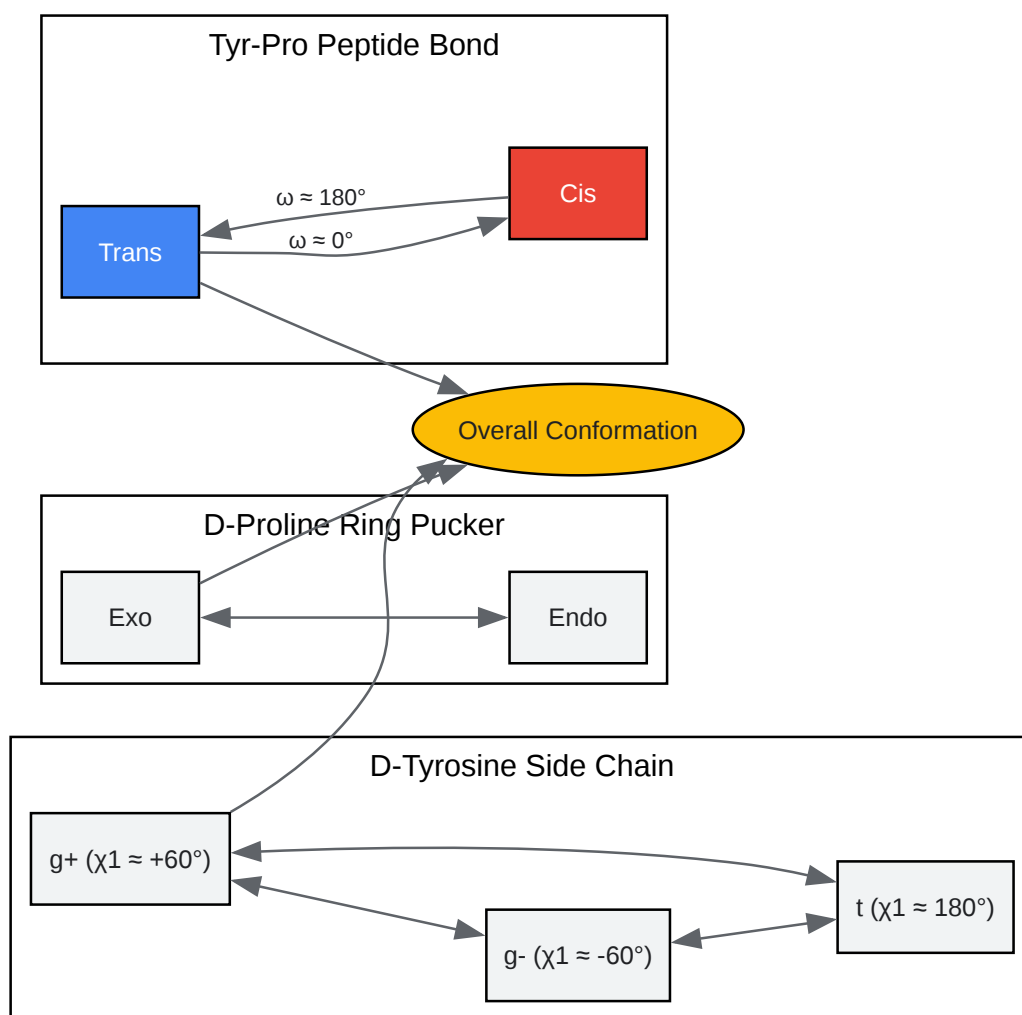 Tyr-Pro Peptide Bond
Cis
ω ≈ 180°
ω ≈ 0°
Trans
Overall Conformation
D-Proline Ring Pucker
Exo
Endo
D-Tyrosine Side Chain
g+ (χ1 ≈ +60°)
t (χ1 ≈ 180°)
g- (χ1 ≈ -60°)